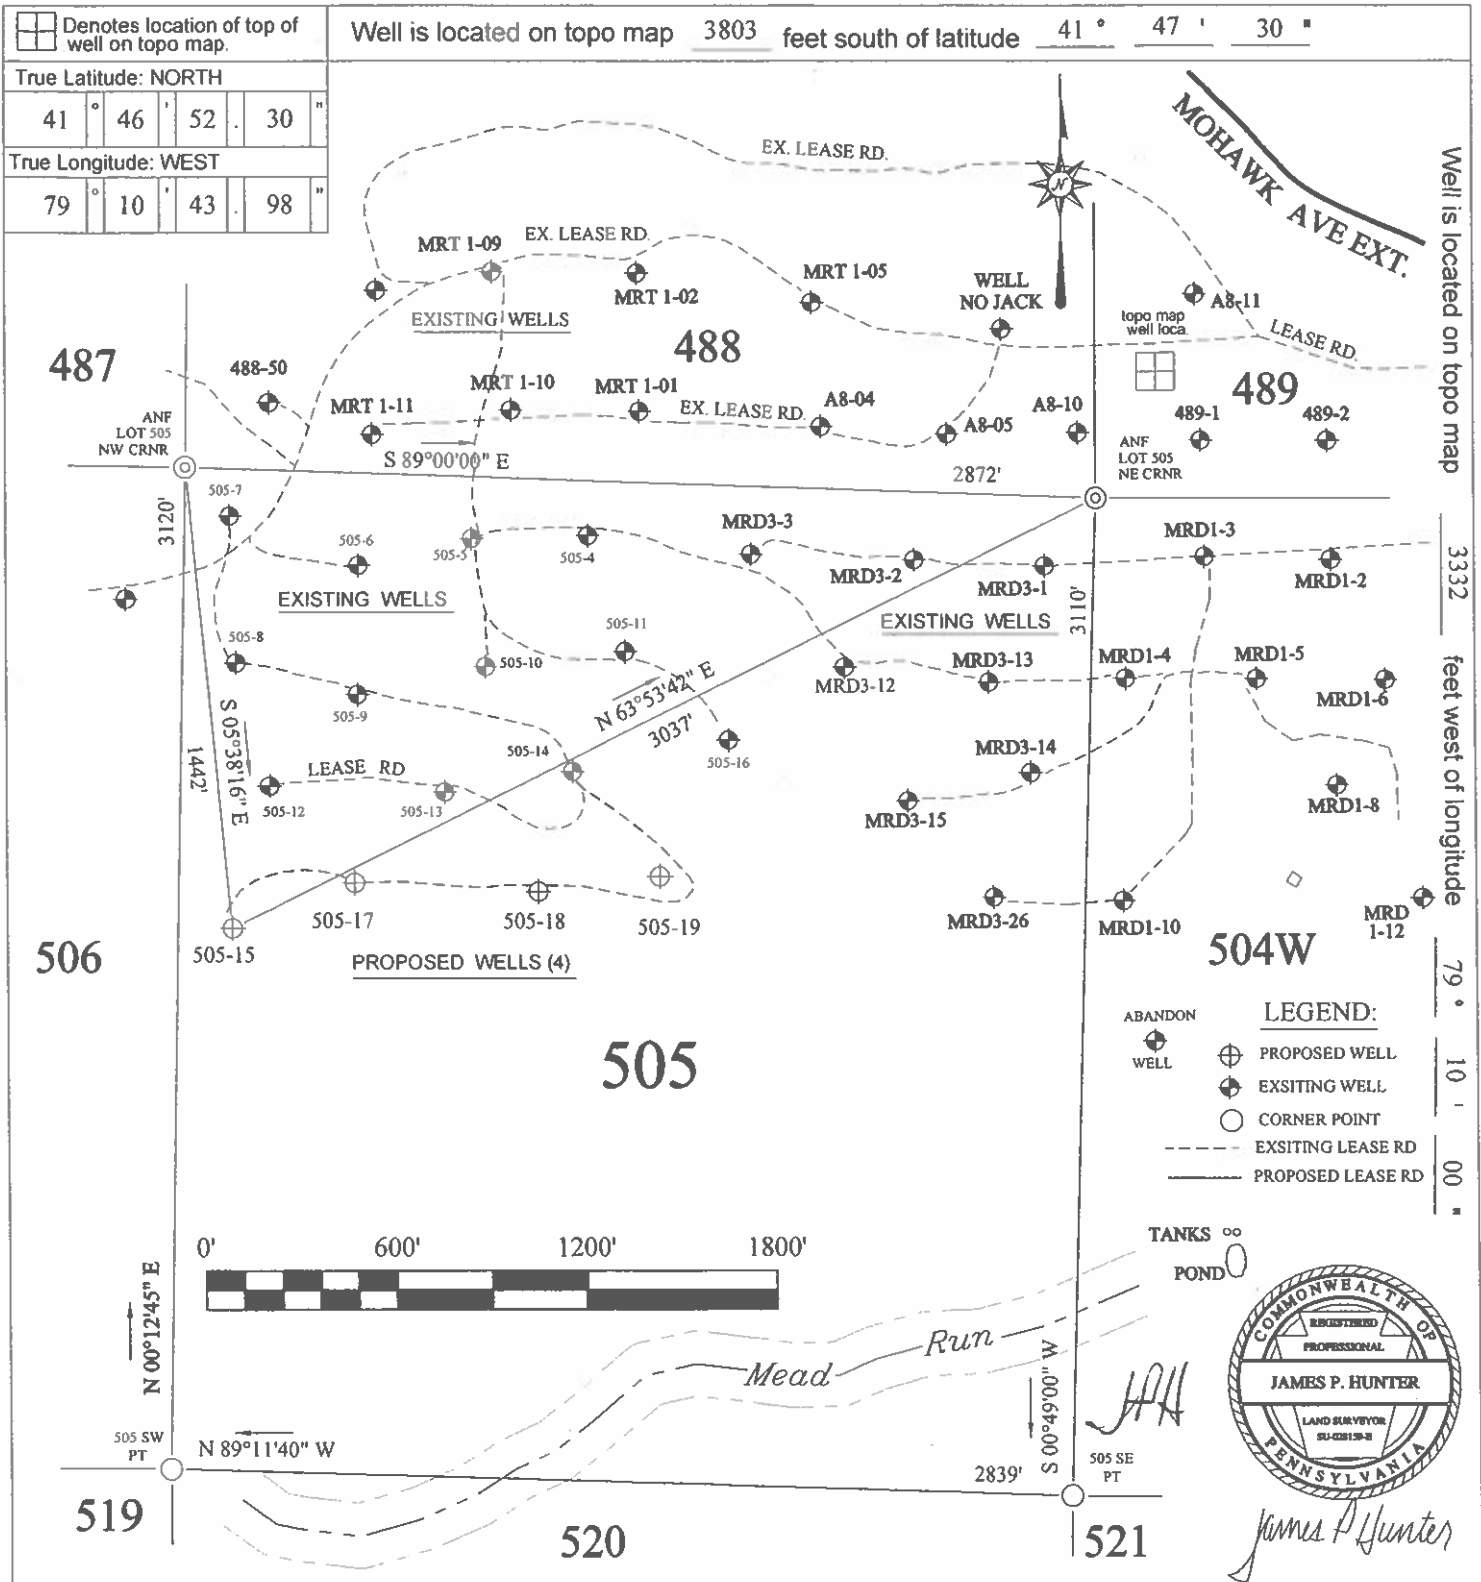 Denotes location of top of
well on topo map.
Well is located on topo map 3803 feet south of latitude 41 ° 47 ' 30 "
True Latitude: NORTH
41 ° 46 ' 52 . 30 "
True Longitude: WEST
79 ° 10 ' 43 . 98 "
Well is located on topo map 3332 feet west of longitude 79 ° 10 ' 00 "
MOHAWK AVE EXT.
EX. LEASE RD.
N
MRT 1-09
EX. LEASE RD.
MRT 1-02
MRT 1-05
WELL
NO JACK
A8-11
EXISTING WELLS
topo map
well loca.
LEASE RD.
487
488
489
488-50
MRT 1-10
MRT 1-01
MRT 1-11
EX. LEASE RD.
A8-04
A8-05
A8-10
489-1
489-2
ANF
LOT 505
NW CRNR
ANF
LOT 505
NE CRNR
S 89°00'00" E
2872'
3120'
505-7
505-6
505-5
505-4
MRD3-3
MRD3-2
MRD3-1
MRD1-3
MRD1-2
EXISTING WELLS
EXISTING WELLS
3110'
505-8
505-10
505-11
505-9
MRD3-12
MRD3-13
MRD1-4
MRD1-5
MRD1-6
S 05°38'16" E
1442'
N 63°53'42" E
3037'
505-14
505-16
MRD3-14
LEASE RD
505-12
505-13
MRD3-15
MRD1-8
505-15
505-17
505-18
505-19
MRD3-26
MRD1-10
MRD
1-12
506
PROPOSED WELLS (4)
504W
505
ABANDON
WELL
LEGEND:
PROPOSED WELL
EXSITING WELL
CORNER POINT
EXSITING LEASE RD
PROPOSED LEASE RD
TANKS
POND
0' 600' 1200' 1800'
N 00°12'45" E
Mead Run
S 00°49'00" W
JPH
COMMONWEALTH OF
REGISTERED
PROFESSIONAL
JAMES P. HUNTER
LAND SURVEYOR
PENNSYLVANIA
505 SW
PT
N 89°11'40" W
2839'
505 SE
PT
519
520
521
James P Hunter